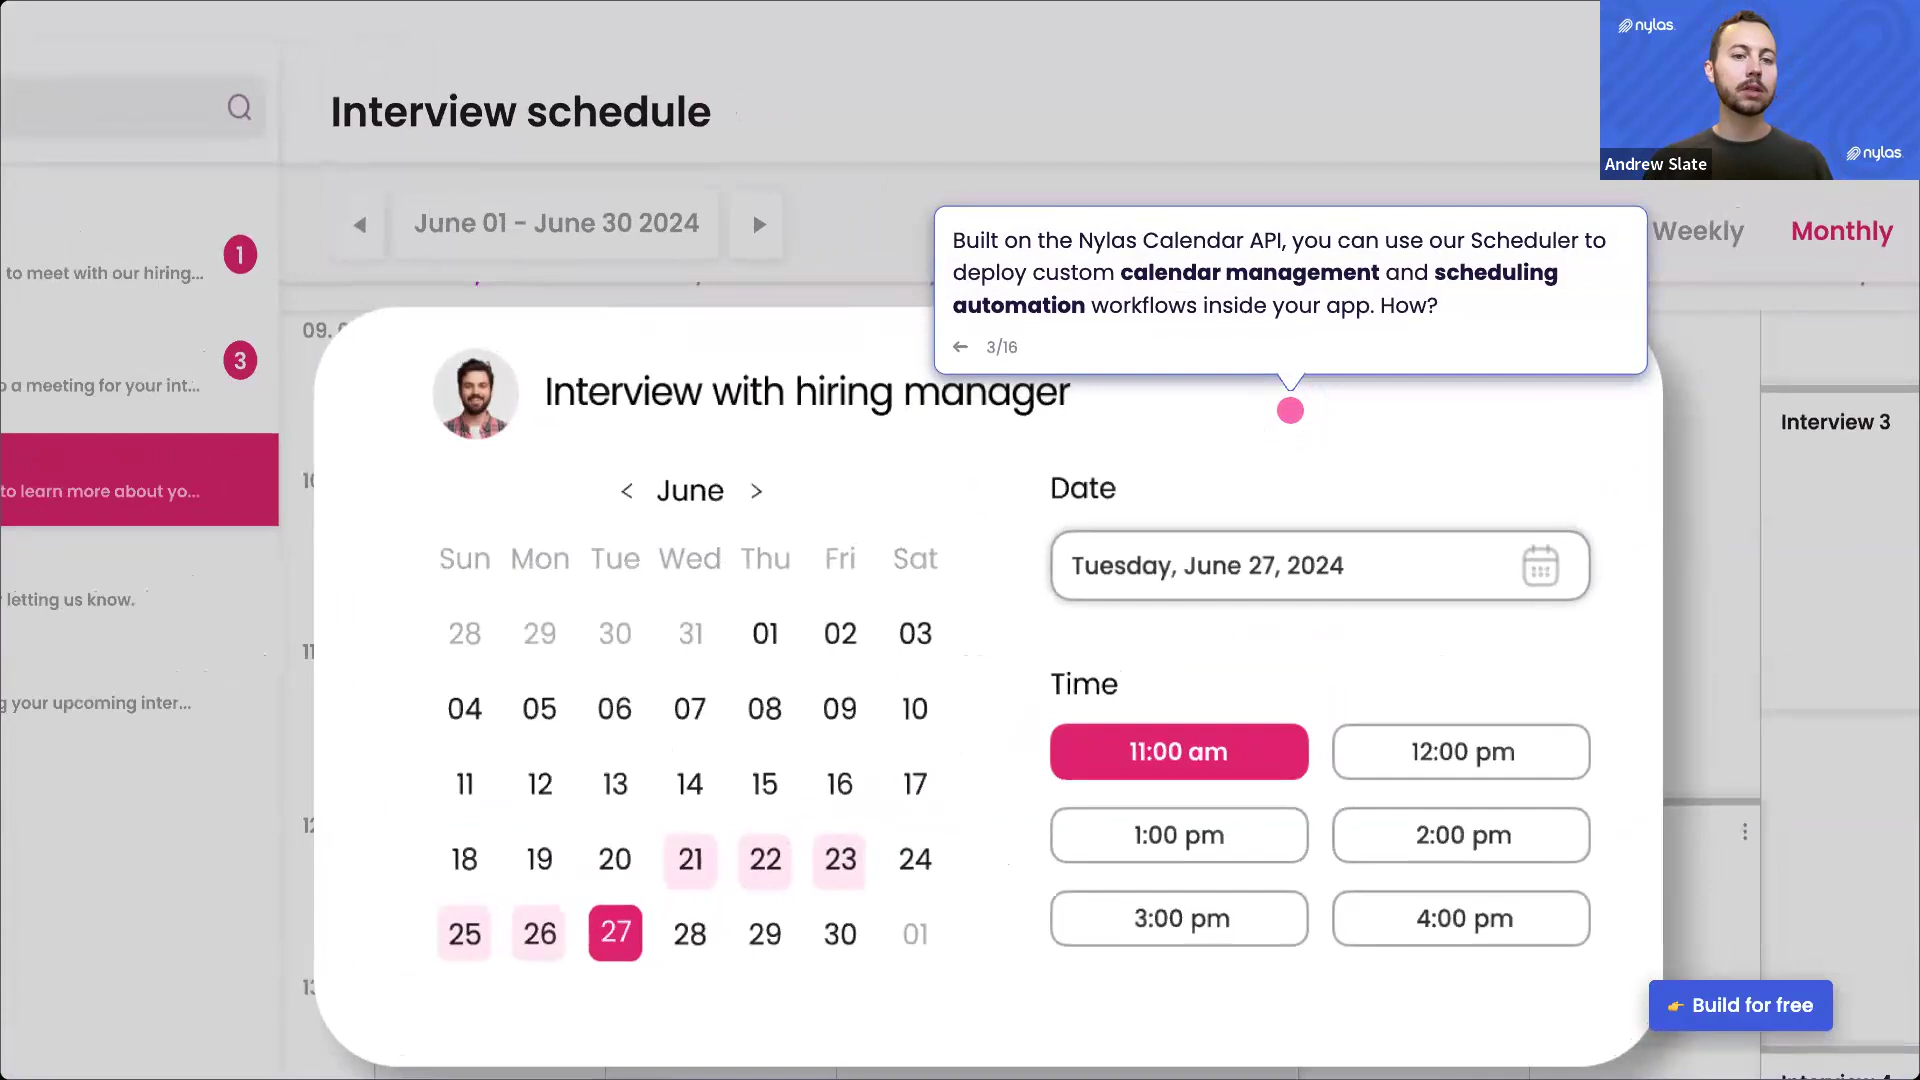 nylas
nylas
Andrew Slate
Interview schedule
June 01 - June 30 2024
Weekly
Monthly
Built on the Nylas Calendar API, you can use our Scheduler to
deploy custom calendar management and scheduling
automation workflows inside your app. How?
3/16
1
to meet with our hiring...
3
a meeting for your int...
to learn more about yo...
letting us know.
your upcoming inter...
09.
Interview with hiring manager
Interview 3
< June >
Sun Mon Tue Wed Thu Fri Sat
28 29 30 31 01 02 03
04 05 06 07 08 09 10
11 12 13 14 15 16 17
18 19 20 21 22 23 24
25 26 27 28 29 30 01
Date
Tuesday, June 27, 2024
Time
11:00 am
12:00 pm
1:00 pm
2:00 pm
3:00 pm
4:00 pm
Build for free